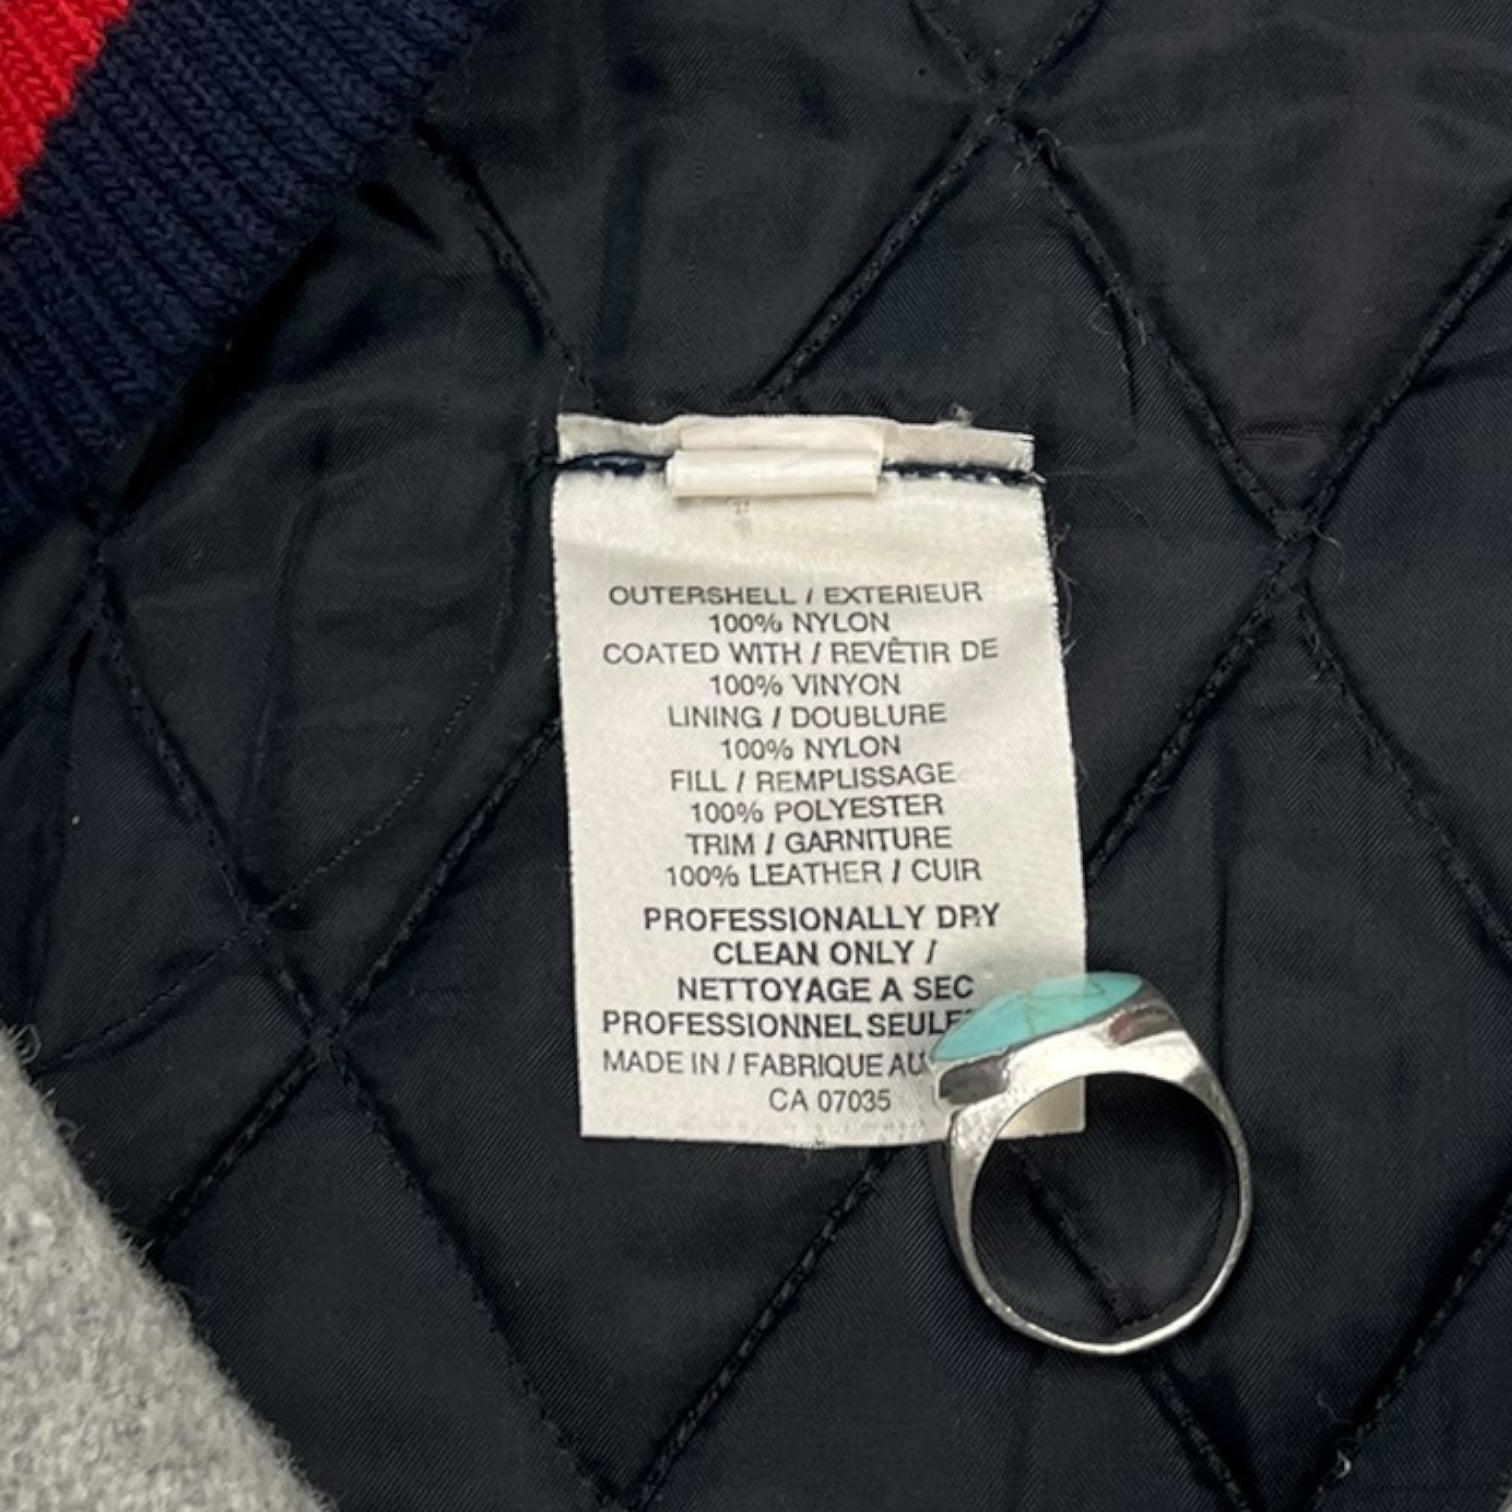 OUTERSHELL / EXTERIEUR
100% NYLON
COATED WITH / REVÊTIR DE
100% VINYON
LINING / DOUBLURE
100% NYLON
FILL / REMPLISSAGE
100% POLYESTER
TRIM / GARNITURE
100% LEATHER / CUIR
PROFESSIONALLY DRY
CLEAN ONLY /
NETTOYAGE A SEC
PROFESSIONNEL
MADE IN / FABRIQUE AU
CA 07035